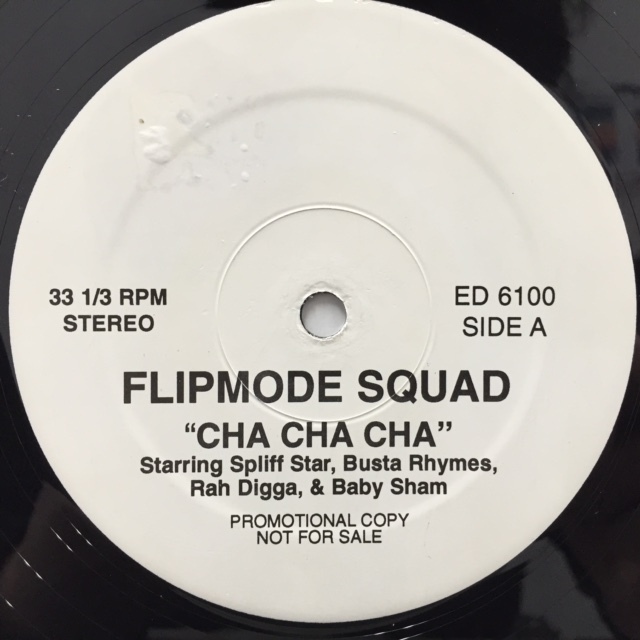 33 1/3 RPM
STEREO
ED 6100
SIDE A
FLIPMODE SQUAD
“CHA CHA CHA”
Starring Spliff Star, Busta Rhymes,
Rah Digga, & Baby Sham
PROMOTIONAL COPY
NOT FOR SALE